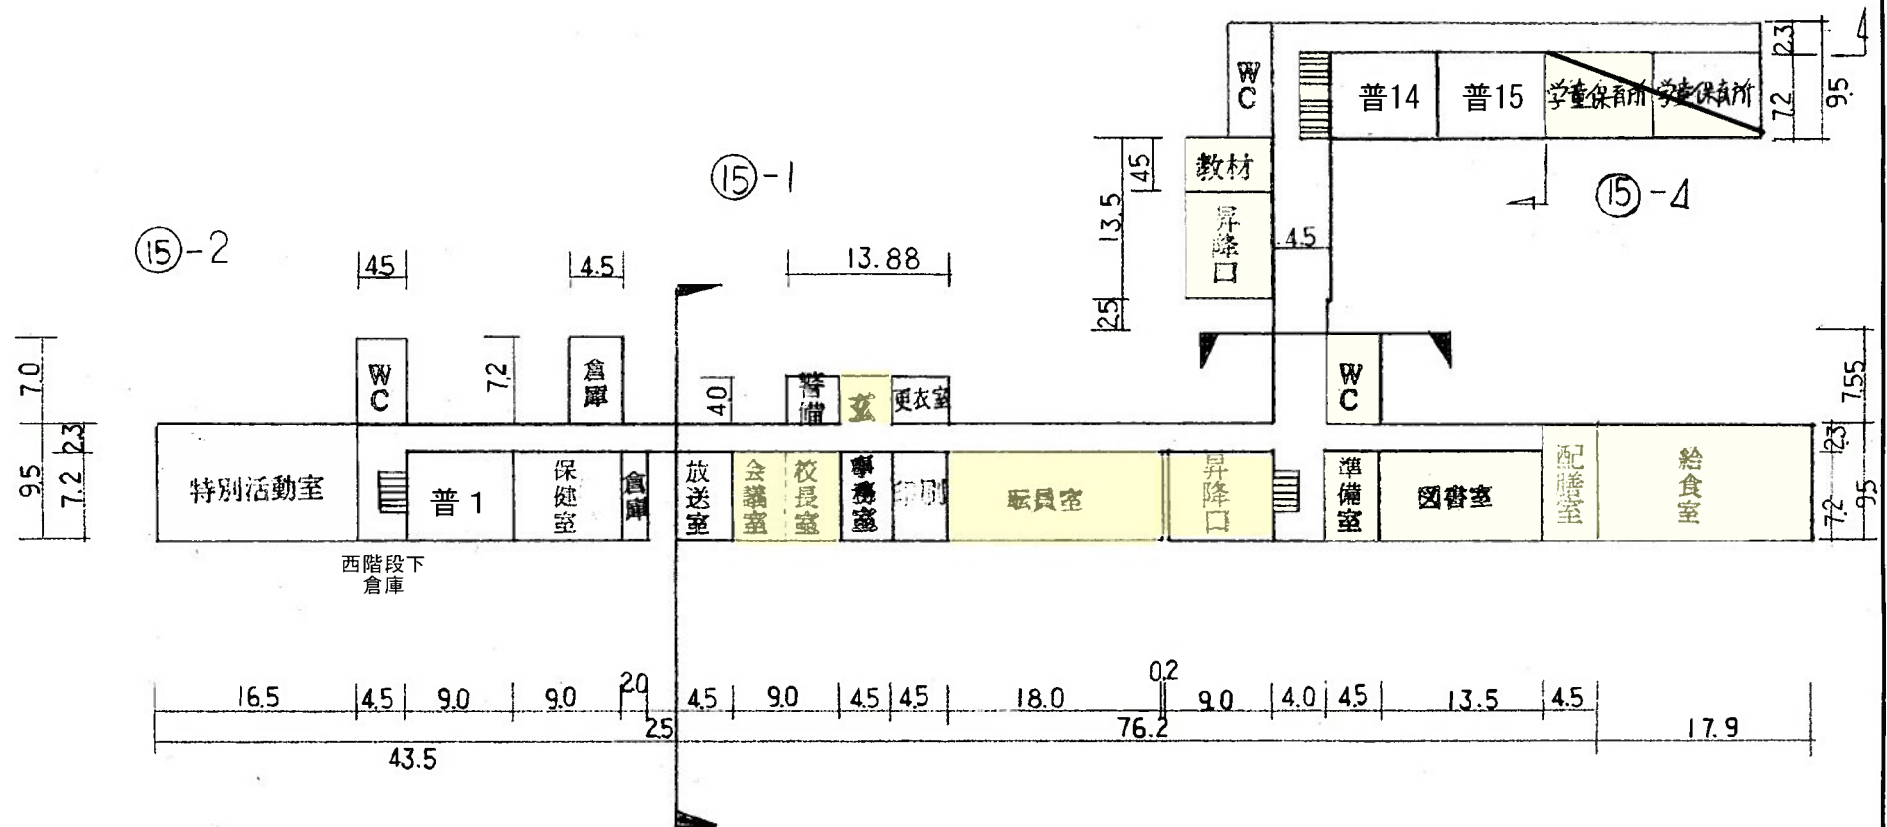 2.3
7.2
9.5
WC
普14
普15
学童保育所
学童保育所
⑮-4
教材
昇降口
4.5
13.5
2.5
4.5
⑮-1
⑮-2
4.5
4.5
13.88
7.0
2.3
7.2
9.5
WC
7.2
倉庫
4.0
警備
玄
更衣室
WC
7.55
2.3
7.2
9.5
特別活動室
普1
保健室
倉庫
放送室
会議室
校長室
事務室
印刷
職員室
昇降口
準備室
図書室
配膳室
給食室
西階段下
倉庫
16.5
4.5
9.0
9.0
2.0
4.5
9.0
4.5
4.5
18.0
0.2
9.0
4.0
4.5
13.5
4.5
2.5
76.2
17.9
43.5